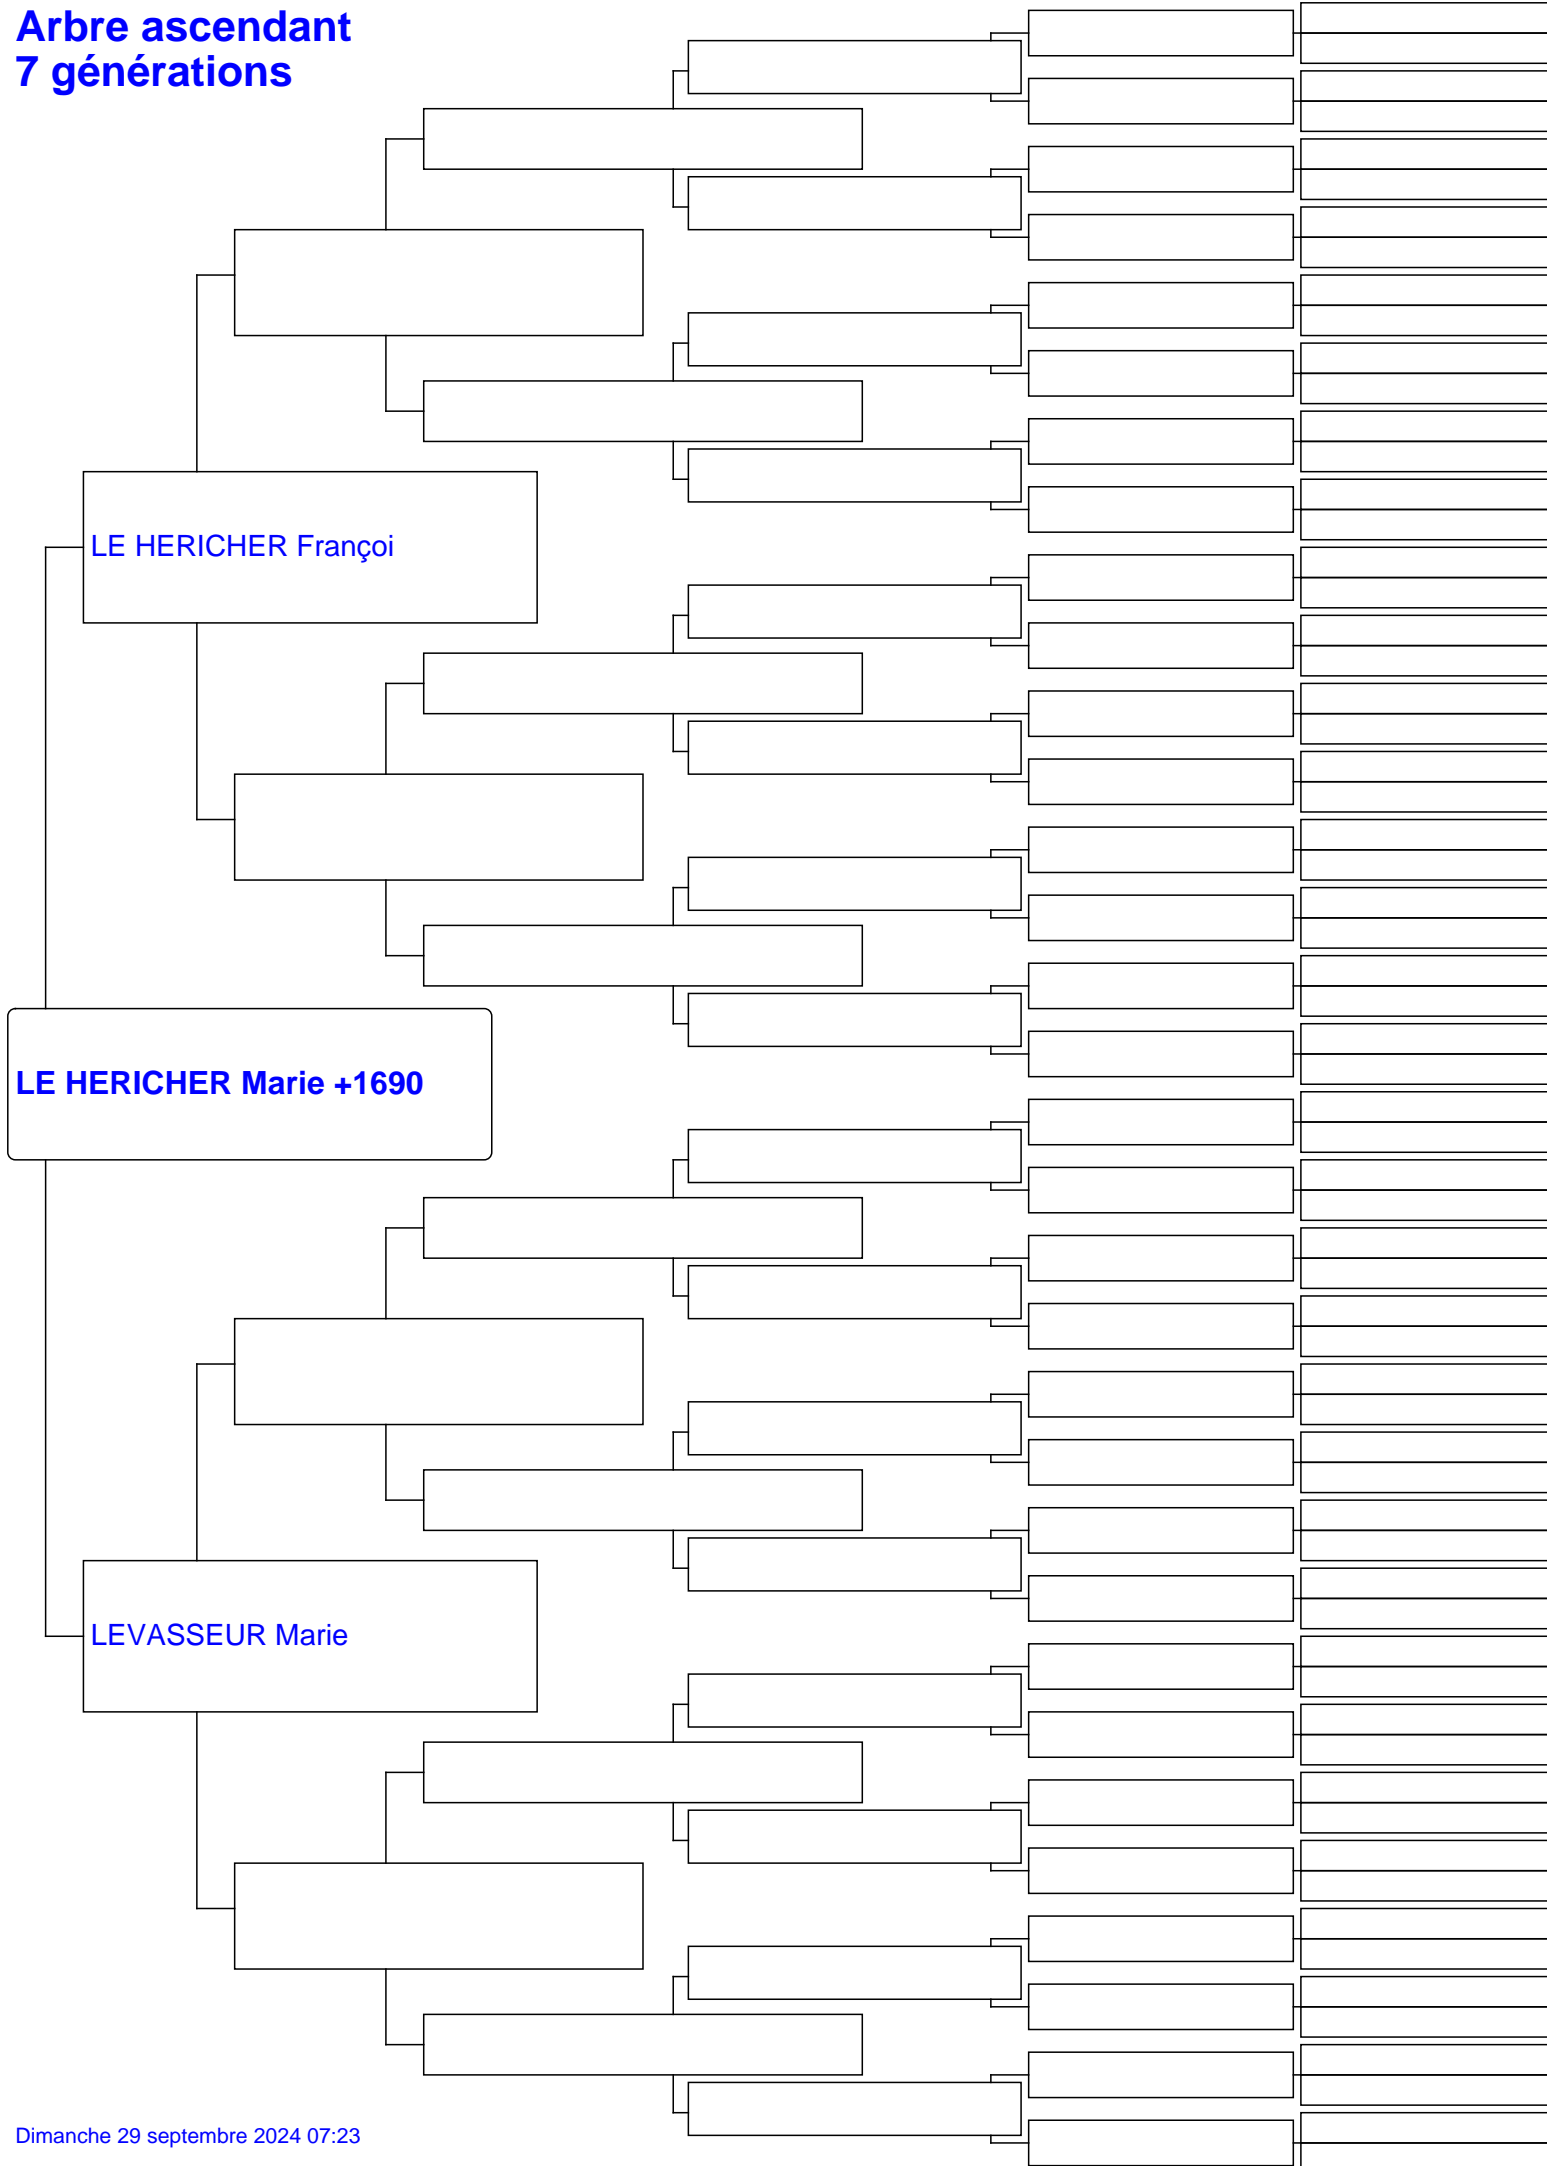 Arbre ascendant
7 générations
LE HERICHER Françoi
LE HERICHER Marie +1690
LEVASSEUR Marie
Dimanche 29 septembre 2024 07:23